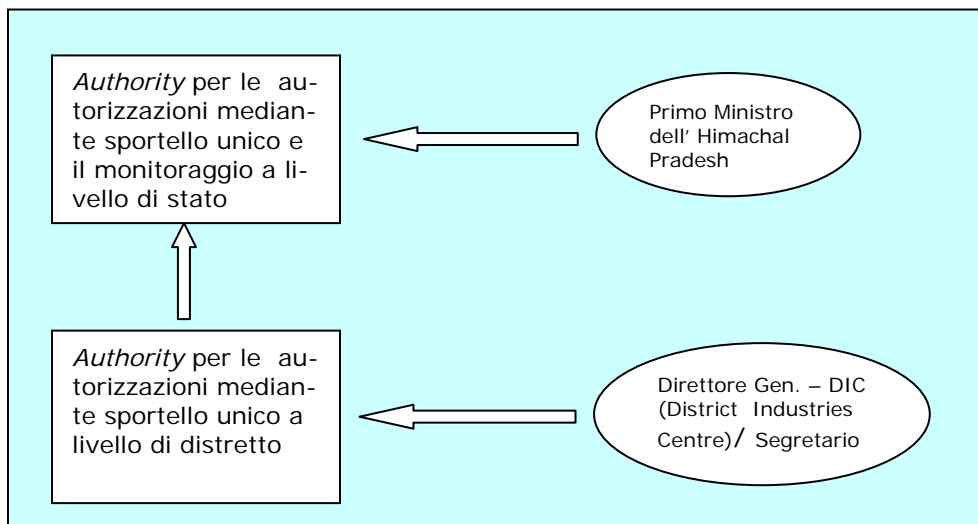 Authority per le au-
torizzazioni median-
te sportello unico e
il monitoraggio a li-
vello di stato
Primo Ministro
dell' Himachal
Pradesh
Authority per le au-
torizzazioni median-
te sportello unico a
livello di distretto
Direttore Gen. – DIC
(District Industries
Centre)/ Segretario